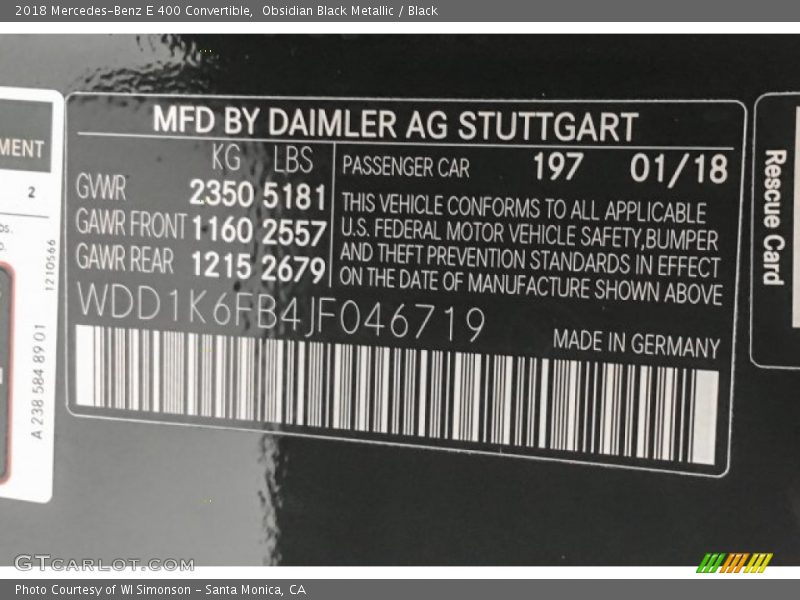 2018 Mercedes-Benz E 400 Convertible, Obsidian Black Metallic / Black
MENT
2
1210566
A 238 584 89 01
MFD BY DAIMLER AG STUTTGART
KG LBS
GVWR 2350 5181
GAWR FRONT 1160 2557
GAWR REAR 1215 2679
PASSENGER CAR 197 01/18
THIS VEHICLE CONFORMS TO ALL APPLICABLE
U.S. FEDERAL MOTOR VEHICLE SAFETY,BUMPER
AND THEFT PREVENTION STANDARDS IN EFFECT
ON THE DATE OF MANUFACTURE SHOWN ABOVE
WDD1K6FB4JF046719
MADE IN GERMANY
Rescue Card
GTCARLOT.COM
Photo Courtesy of WI Simonson - Santa Monica, CA